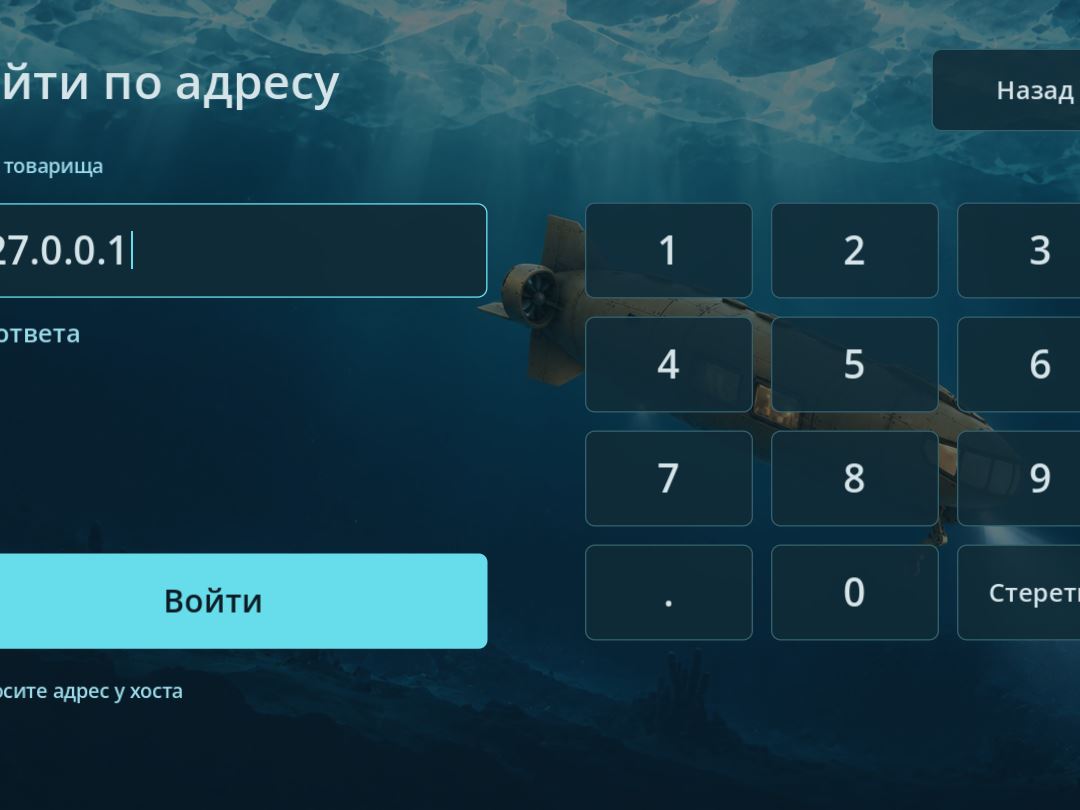 йти по адресу
Назад
товарища
27.0.0.1
1 2 3
ответа
4 5 6
7 8 9
Войти
. 0 Стерет
сите адрес у хоста